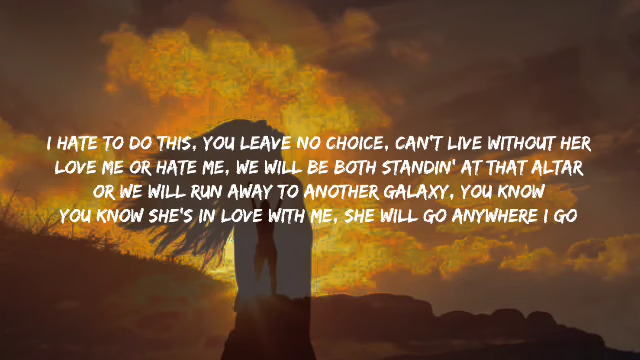 I HATE TO DO THIS, YOU LEAVE NO CHOICE, CAN'T LIVE WITHOUT HER
LOVE ME OR HATE ME, WE WILL BE BOTH STANDIN' AT THAT ALTAR
OR WE WILL RUN AWAY TO ANOTHER GALAXY, YOU KNOW
YOU KNOW SHE'S IN LOVE WITH ME, SHE WILL GO ANYWHERE I GO